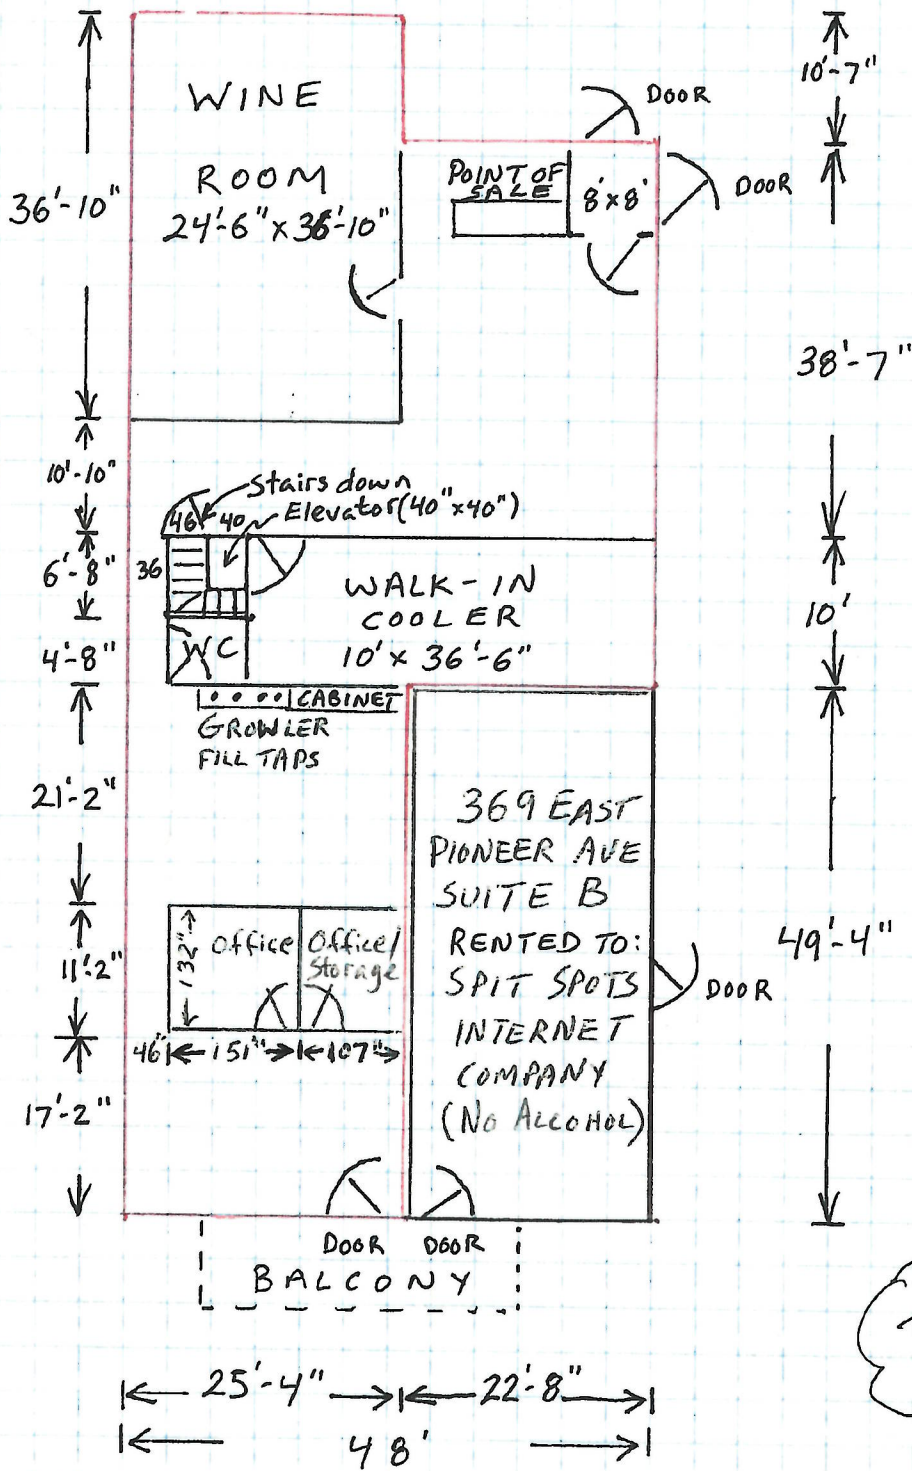 10'-7"
DOOR
WINE
ROOM
24'-6" x 36'-10"
36'-10"
POINT OF
SALE
8' x 8'
DOOR
38'-7"
10'-10"
Stairs down
Elevator (40" x 40")
46" 40
6'-8"
36
WALK-IN
COOLER
10' x 36'-6"
10'
4'-8"
WC
CABINET
GROWLER
FILL TAPS
21'-2"
369 EAST
PIONEER AVE
SUITE B
RENTED TO:
SPIT SPOTS
INTERNET
COMPANY
(NO ALCOHOL)
49'-4"
DOOR
11'-2"
132"
Office
Office/
Storage
46" 151" 107"
17'-2"
DOOR DOOR
BALCONY
25'-4" 22'-8"
48'